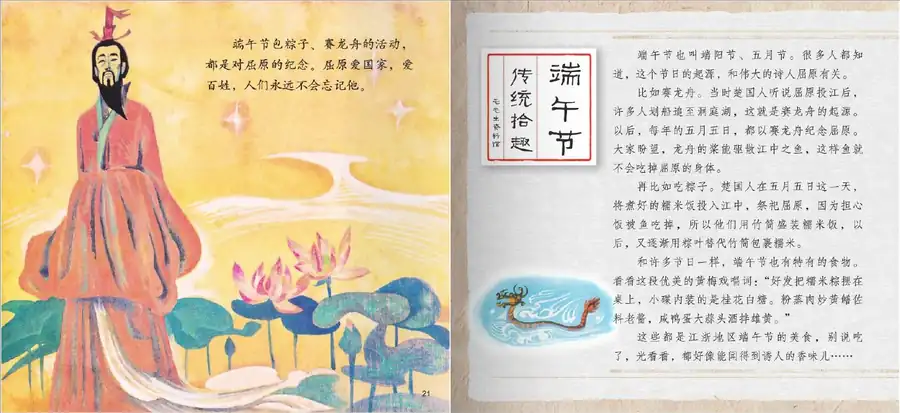 端午节包粽子、赛龙舟的活动，
都是对屈原的纪念。屈原爱国家，爱
百姓，人们永远不会忘记他。
21
端午节
传统拾趣
毛毛虫资料馆
端午节也叫端阳节、五月节。很多人都知
道，这个节日的起源，和伟大的诗人屈原有关。
比如赛龙舟。当时楚国人听说屈原投江后，
许多人划船追至洞庭湖，这就是赛龙舟的起源。
以后，每年的五月五日，都以赛龙舟纪念屈原。
大家盼望，龙舟的桨能驱散江中之鱼，这样鱼就
不会吃掉屈原的身体。
再比如吃粽子。楚国人在五月五日这一天，
将煮好的糯米饭投入江中，祭祀屈原，因为担心
饭被鱼吃掉，所以他们用竹筒盛装糯米饭，以
后，又逐渐用粽叶替代竹筒包裹糯米。
和许多节日一样，端午节也有特有的食物。
看看这段优美的黄梅戏唱词：“好发把糯米粽摆在
桌上，小碟内装的是桂花白糖。粉蒸肉炒黄鳝佐
料老酱，咸鸭蛋大蒜头酒拌雄黄。”
这些都是江浙地区端午节的美食，别说吃
了，光看看，都好像能闻得到诱人的香味儿……